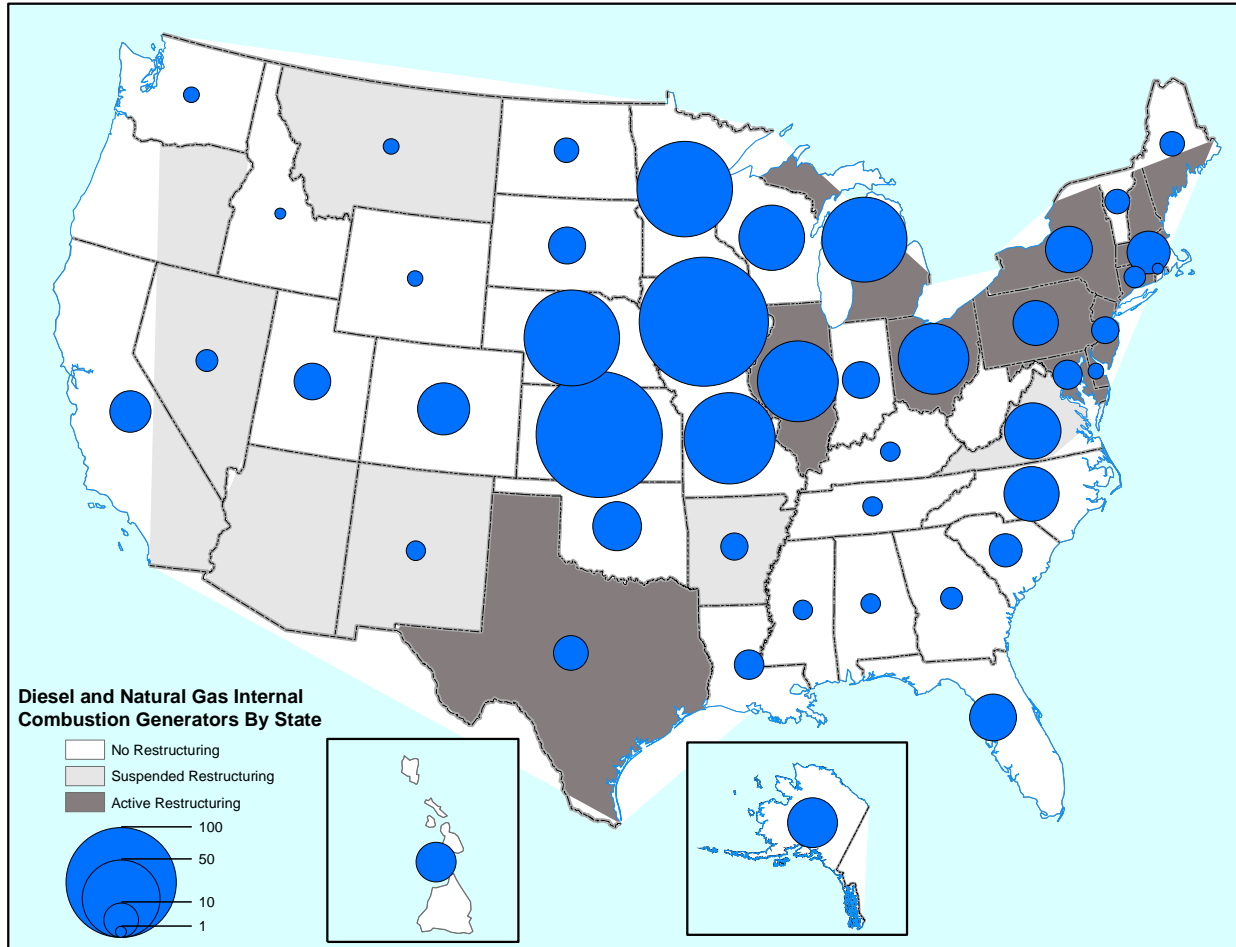 Diesel and Natural Gas Internal
Combustion Generators By State
No Restructuring
Suspended Restructuring
Active Restructuring
100
50
10
1